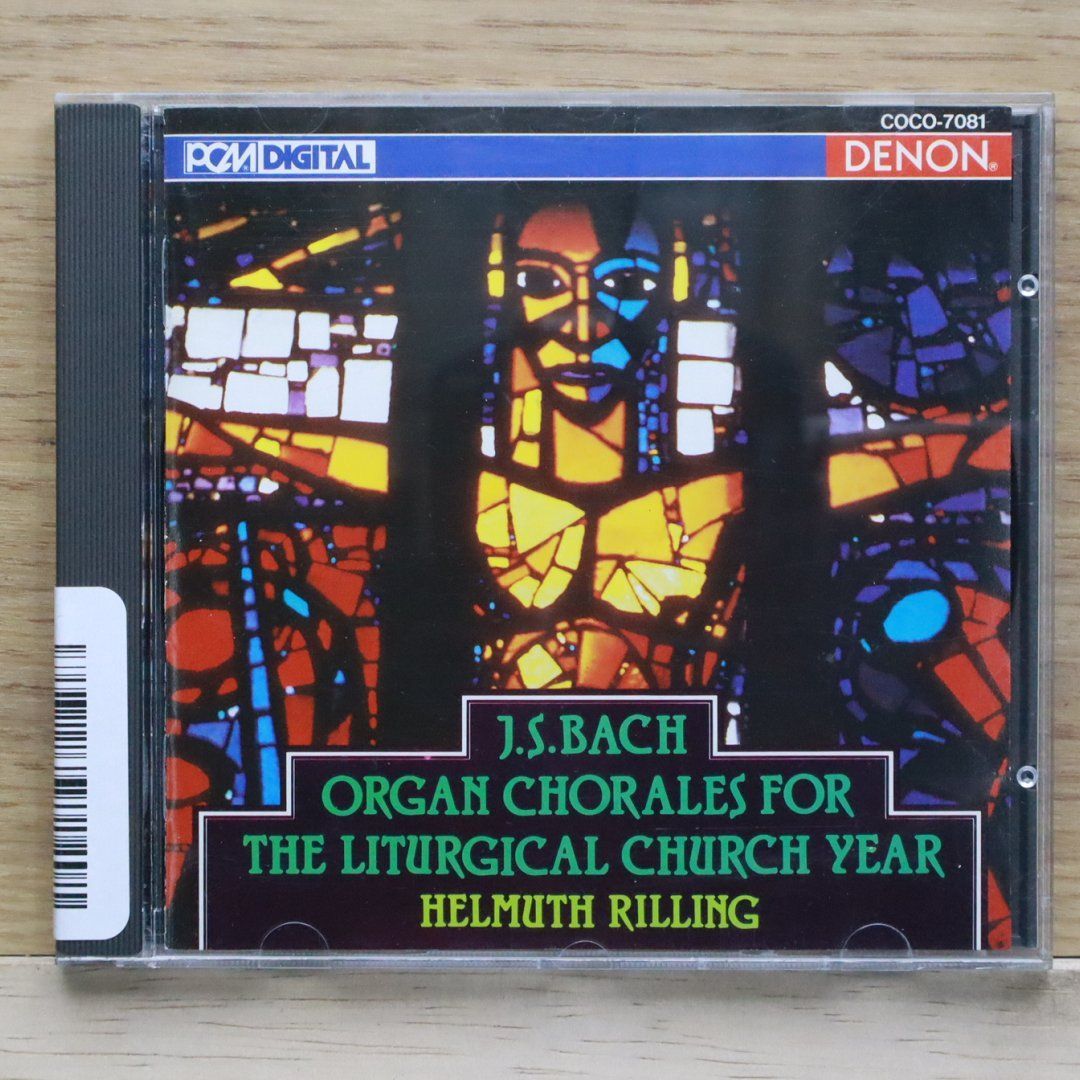 COCO-7081
PCM DIGITAL
DENON®
J.S.BACH
ORGAN CHORALES FOR
THE LITURGICAL CHURCH YEAR
HELMUTH RILLING